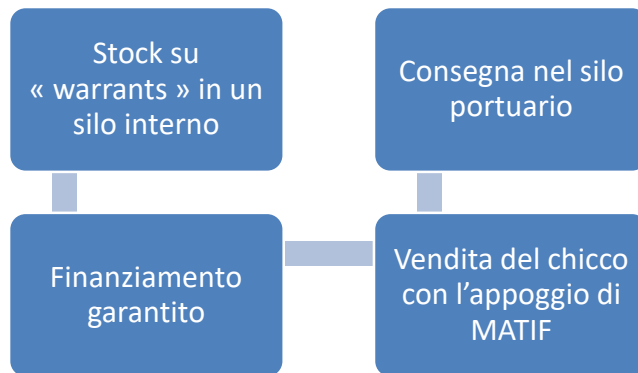 Stock su
« warrants » in un
silo interno
Finanziamento
garantito
Vendita del chicco
con l’appoggio di
MATIF
Consegna nel silo
portuario